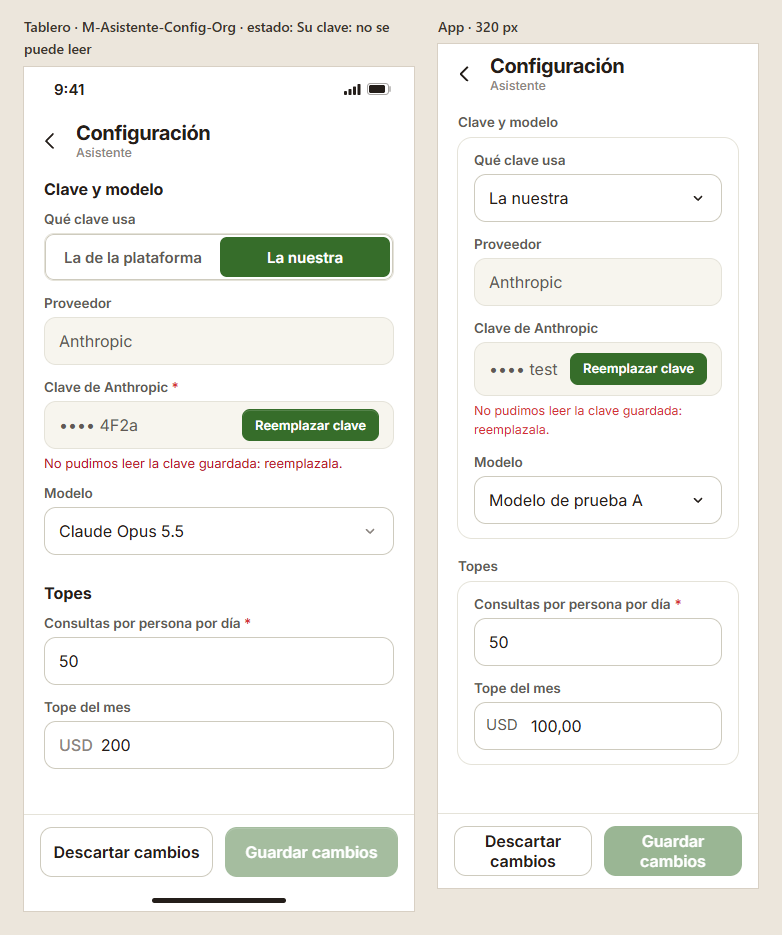 Tablero · M-Asistente-Config-Org · estado: Su clave: no se
puede leer
9:41
Configuración
Asistente
Clave y modelo
Qué clave usa
La de la plataforma
La nuestra
Proveedor
Anthropic
Clave de Anthropic *
•••• 4F2a
Reemplazar clave
No pudimos leer la clave guardada: reemplazala.
Modelo
Claude Opus 5.5
Topes
Consultas por persona por día *
50
Tope del mes
USD 200
Descartar cambios
Guardar cambios
App · 320 px
Configuración
Asistente
Clave y modelo
Qué clave usa
La nuestra
Proveedor
Anthropic
Clave de Anthropic
•••• test
Reemplazar clave
No pudimos leer la clave guardada:
reemplazala.
Modelo
Modelo de prueba A
Topes
Consultas por persona por día *
50
Tope del mes
USD 100,00
Descartar
cambios
Guardar
cambios